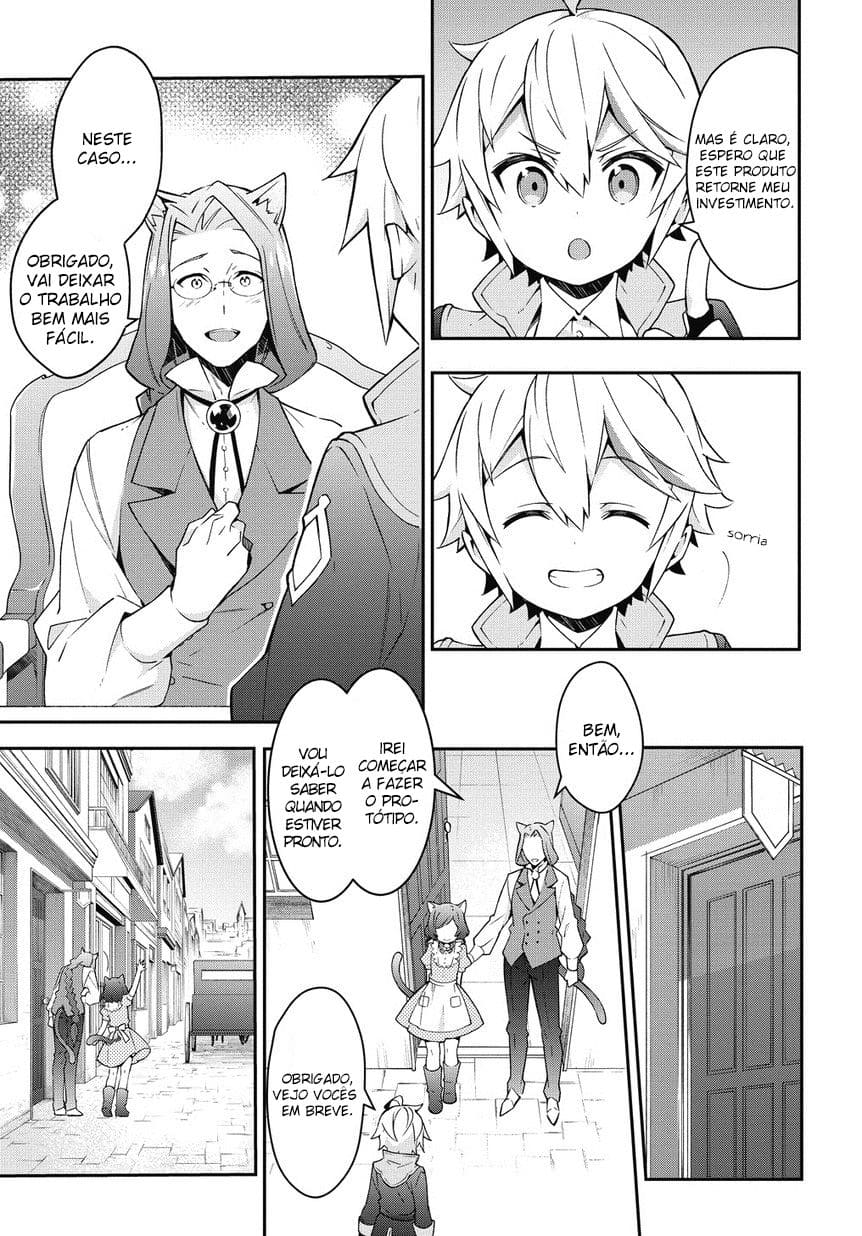 MAS É CLARO,
ESPERO QUE
ESTE PRODUTO
RETORNE MEU
INVESTIMENTO.
sorria
NESTE
CASO...
OBRIGADO,
VAI DEIXAR
O TRABALHO
BEM MAIS
FÁCIL.
BEM,
ENTÃO...
IREI
COMEÇAR
A FAZER
O PRO-
TÓTIPO.
VOU
DEIXÁ-LO
SABER
QUANDO
ESTIVER
PRONTO.
OBRIGADO,
VEJO VOCÊS
EM BREVE.